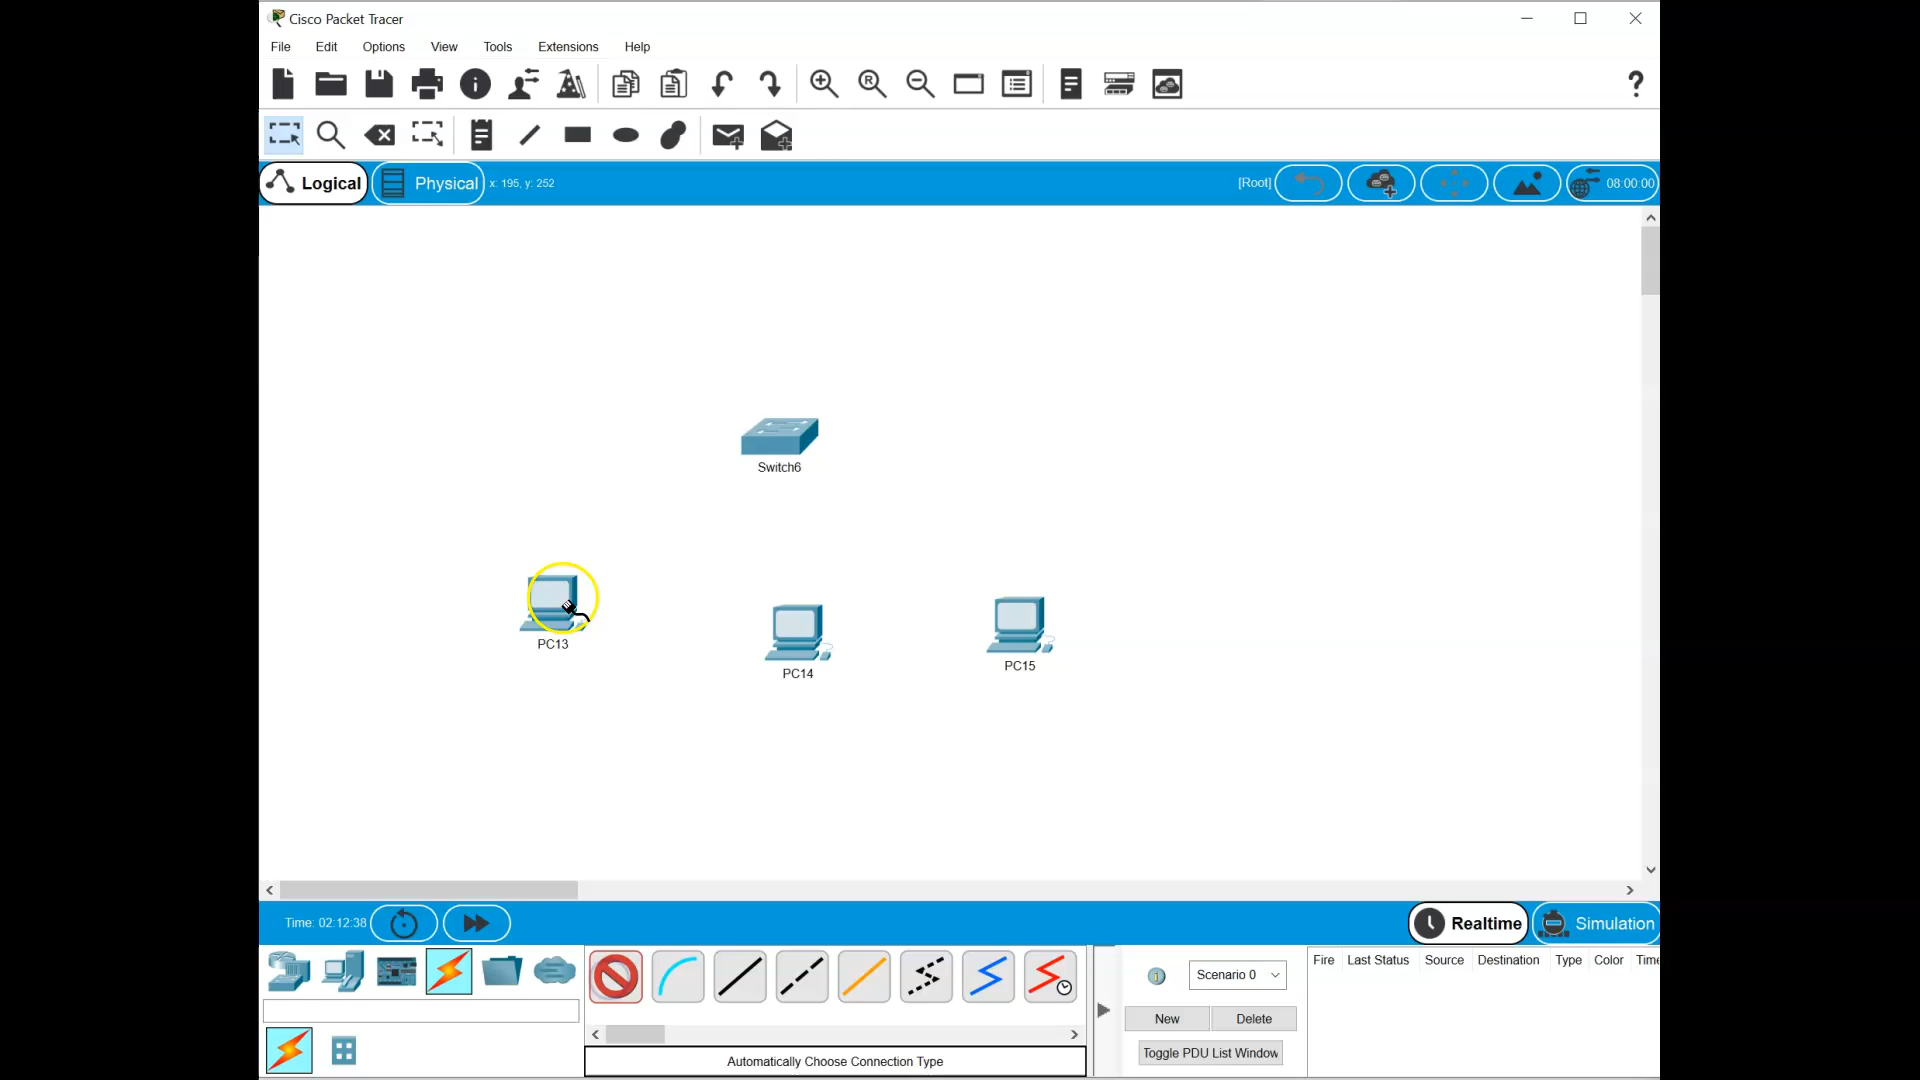 Cisco Packet Tracer
File Edit Options View Tools Extensions Help
R
?
Logical Physical x: 195, y: 252 [Root] 08:00:00
Switch6
PC13
PC14
PC15
Time: 02:12:38 Realtime Simulation
Fire Last Status Source Destination Type Color Time
Scenario 0
New Delete
Toggle PDU List Window
Automatically Choose Connection Type